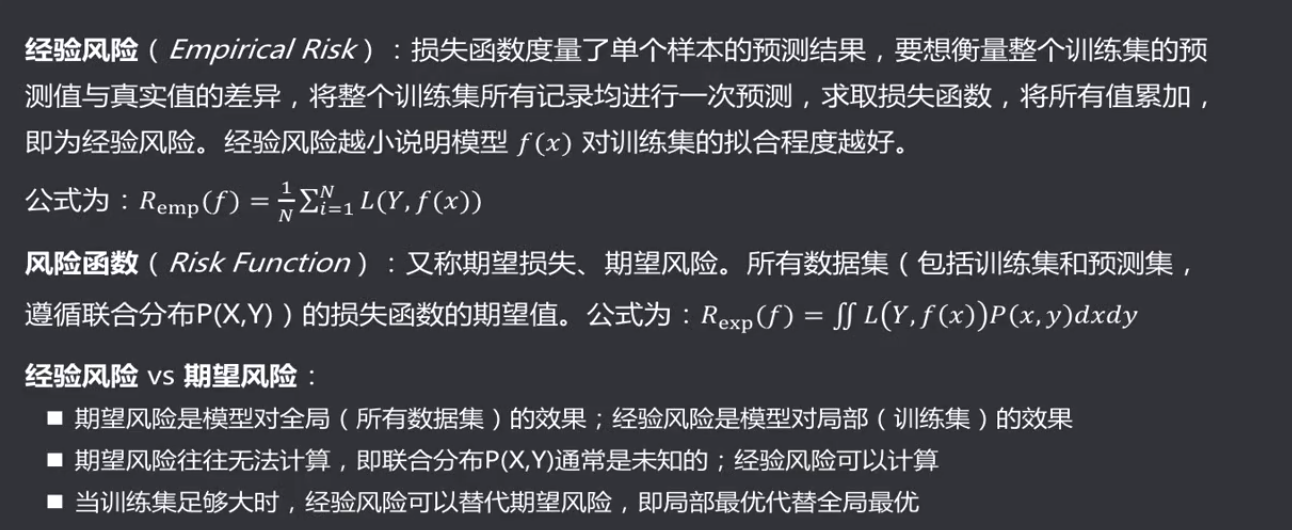 经验风险（Empirical Risk）：损失函数度量了单个样本的预测结果，要想衡量整个训练集的预
测值与真实值的差异，将整个训练集所有记录均进行一次预测，求取损失函数，将所有值累加，
即为经验风险。经验风险越小说明模型 f(x) 对训练集的拟合程度越好。
公式为：R_emp(f) = 1/N ∑_{i=1}^{N} L(Y, f(x))
风险函数（Risk Function）：又称期望损失、期望风险。所有数据集（包括训练集和预测集，
遵循联合分布P(X,Y)）的损失函数的期望值。公式为：R_exp(f) = ∬ L(Y, f(x))P(x, y)dxdy
经验风险 vs 期望风险：
■ 期望风险是模型对全局（所有数据集）的效果；经验风险是模型对局部（训练集）的效果
■ 期望风险往往无法计算，即联合分布P(X,Y)通常是未知的；经验风险可以计算
■ 当训练集足够大时，经验风险可以替代期望风险，即局部最优代替全局最优